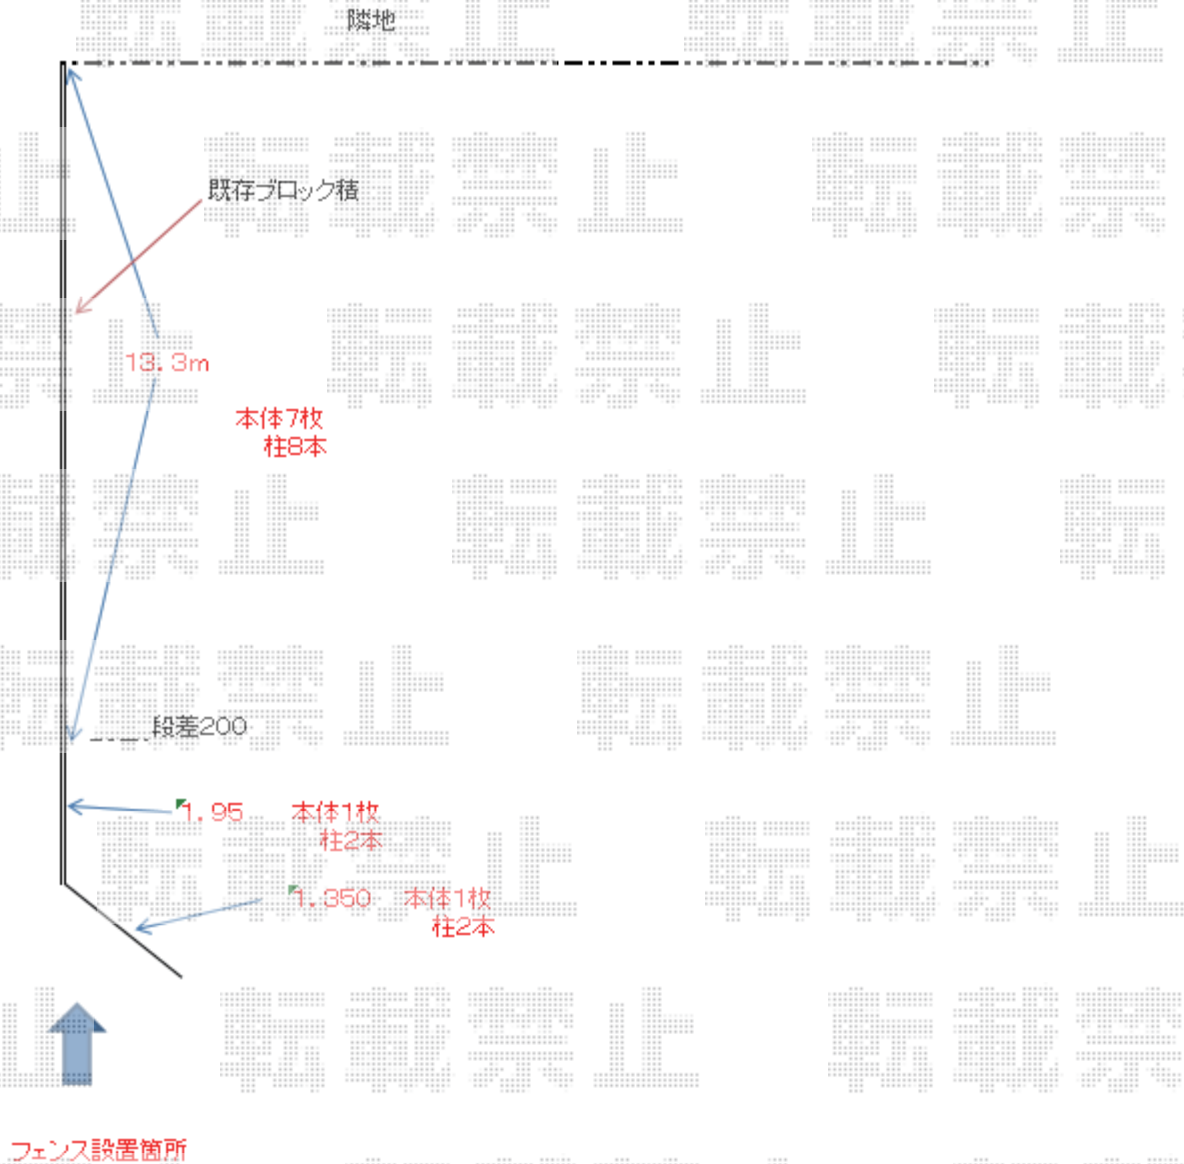 隣地
既存ブロック積
13.3m
本体7枚
柱8本
段差200
1.95 本体1枚
柱2本
1.350 本体1枚
柱2本
フェンス設置箇所
転載禁止